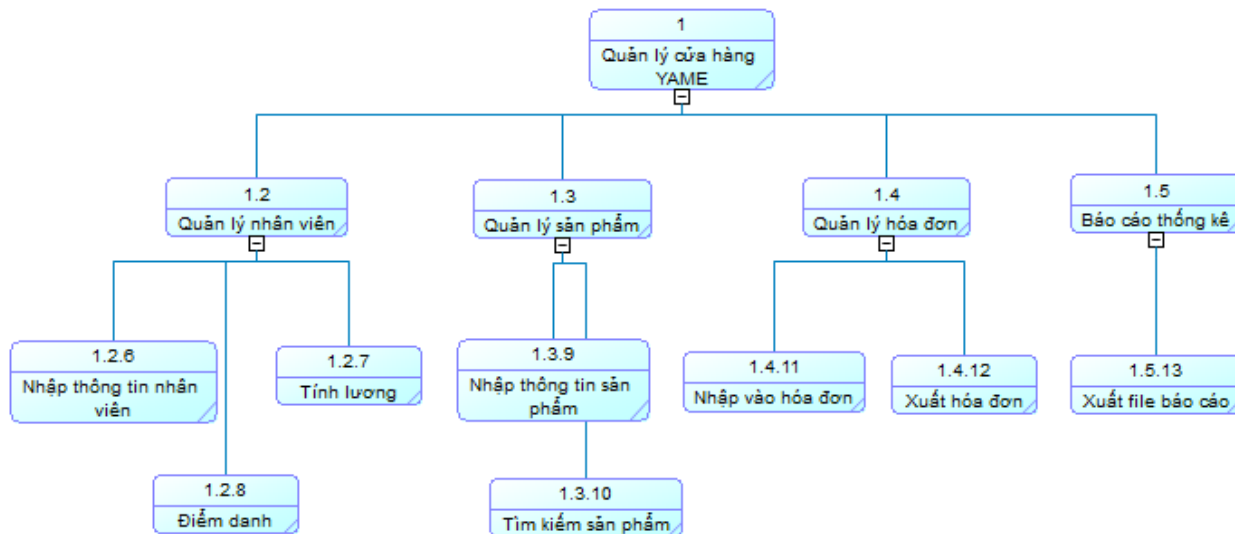 1
Quản lý cửa hàng
YAME
1.2
Quản lý nhân viên
1.3
Quản lý sản phẩm
1.4
Quản lý hóa đơn
1.5
Báo cáo thống kê
1.2.6
Nhập thông tin nhân
viên
1.2.7
Tính lương
1.3.9
Nhập thông tin sản
phẩm
1.4.11
Nhập vào hóa đơn
1.4.12
Xuất hóa đơn
1.5.13
Xuất file báo cáo
1.2.8
Điểm danh
1.3.10
Tìm kiếm sản phẩm